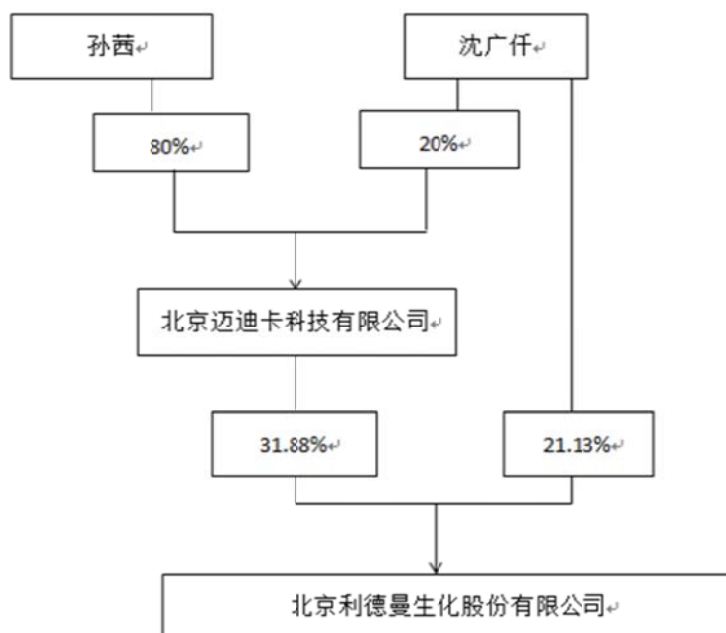 孙茜
沈广仟
80%
20%
北京迈迪卡科技有限公司
31.88%
21.13%
北京利德曼生化股份有限公司